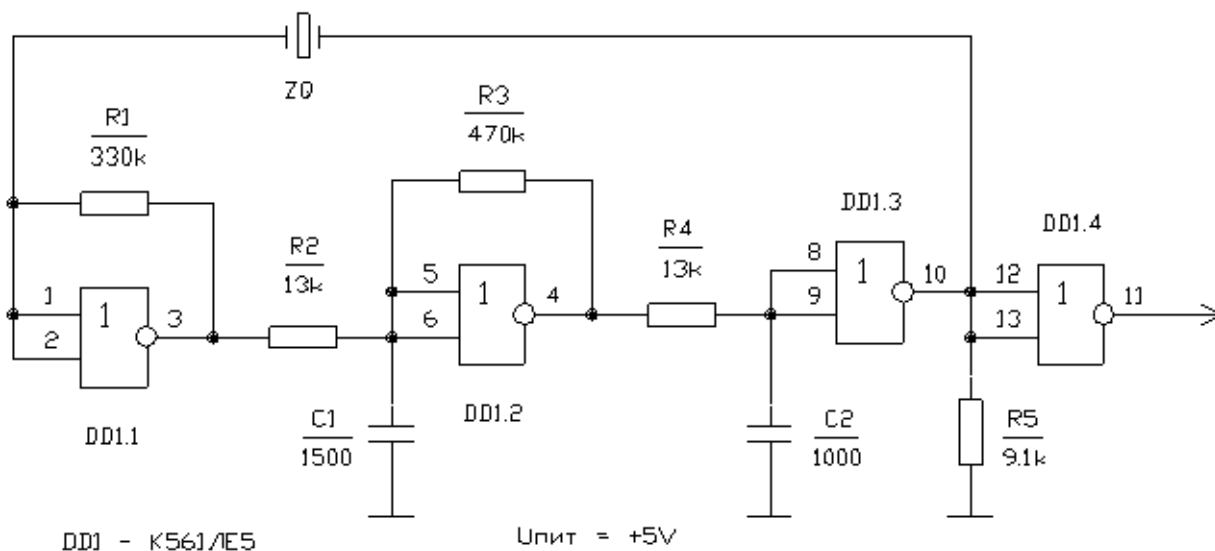 ZQ
R1
330k
R3
470k
R2
13k
R4
13k
DD1.3
DD1.4
1
2
1
3
DD1.1
5
6
1
4
DD1.2
8
9
1
10
12
13
1
11
C1
1500
C2
1000
R5
9.1k
DD1 - К561ЛЕ5
Uпит = +5V